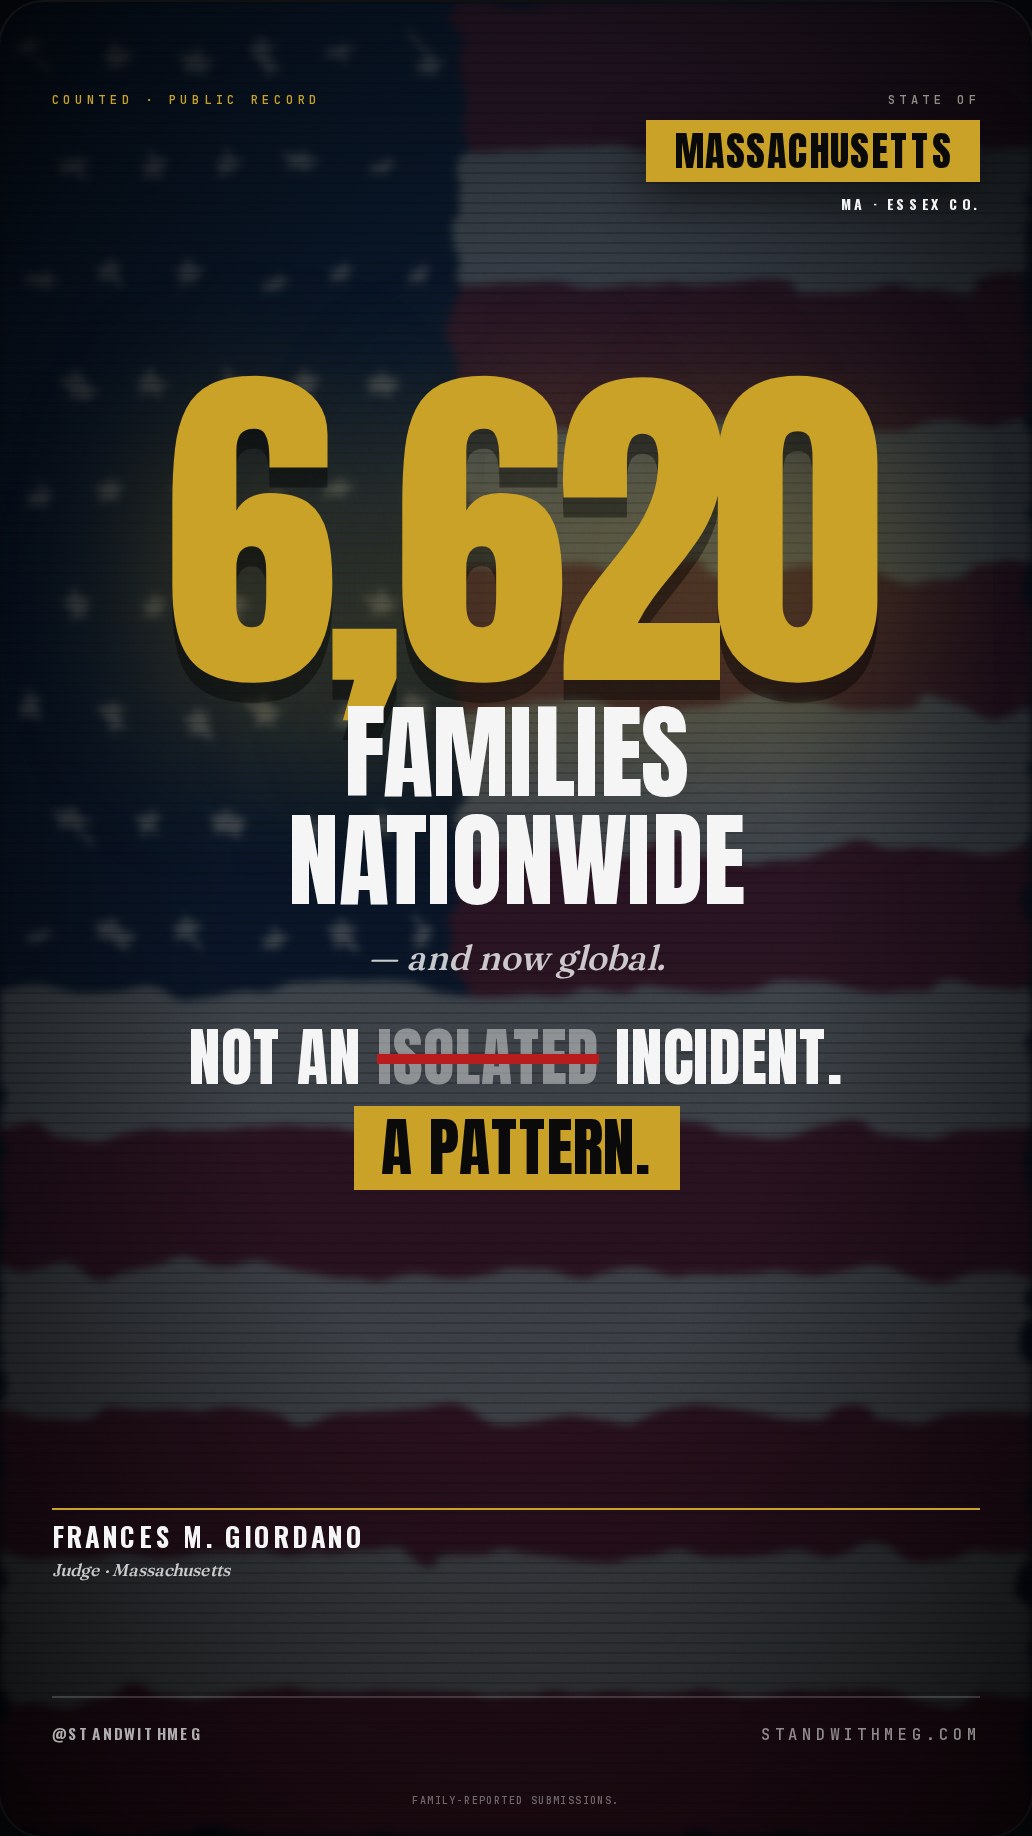 COUNTED · PUBLIC RECORD
STATE OF
MASSACHUSETTS
MA · ESSEX CO.
6,620
FAMILIES
NATIONWIDE
— and now global.
NOT AN ISOLATED INCIDENT.
A PATTERN.
FRANCES M. GIORDANO
Judge · Massachusetts
@STANDWITHMEG
STANDWITHMEG.COM
FAMILY-REPORTED SUBMISSIONS.